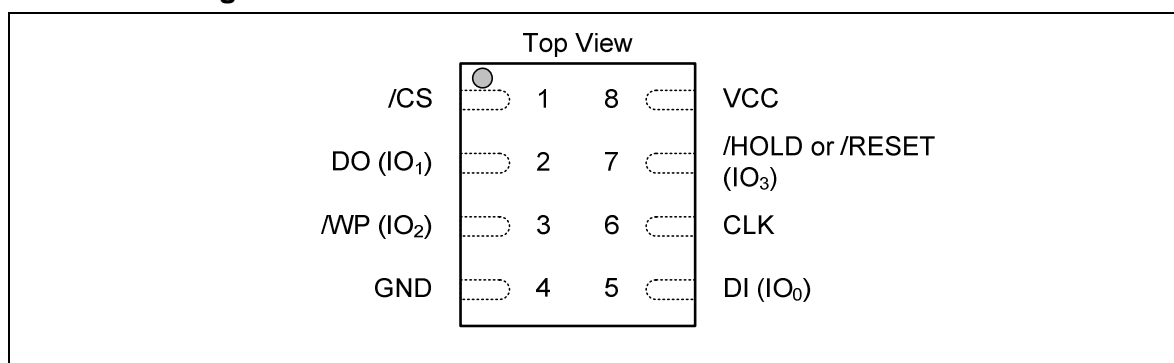 Top View
/CS 1 8 VCC
DO (IO₁) 2 7 /HOLD or /RESET
(IO₃)
/WP (IO₂) 3 6 CLK
GND 4 5 DI (IO₀)